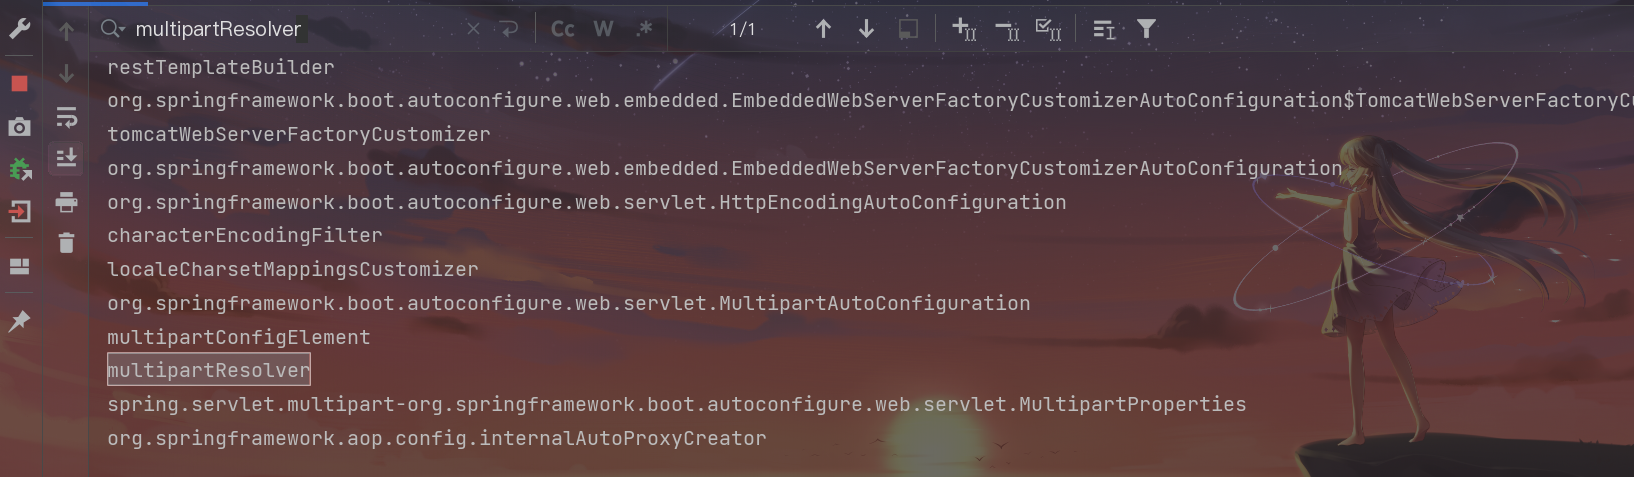 multipartResolver
Cc W .* 1/1
restTemplateBuilder
org.springframework.boot.autoconfigure.web.embedded.EmbeddedWebServerFactoryCustomizerAutoConfiguration$TomcatWebServerFactoryCu
tomcatWebServerFactoryCustomizer
org.springframework.boot.autoconfigure.web.embedded.EmbeddedWebServerFactoryCustomizerAutoConfiguration
org.springframework.boot.autoconfigure.web.servlet.HttpEncodingAutoConfiguration
characterEncodingFilter
localeCharsetMappingsCustomizer
org.springframework.boot.autoconfigure.web.servlet.MultipartAutoConfiguration
multipartConfigElement
multipartResolver
spring.servlet.multipart-org.springframework.boot.autoconfigure.web.servlet.MultipartProperties
org.springframework.aop.config.internalAutoProxyCreator